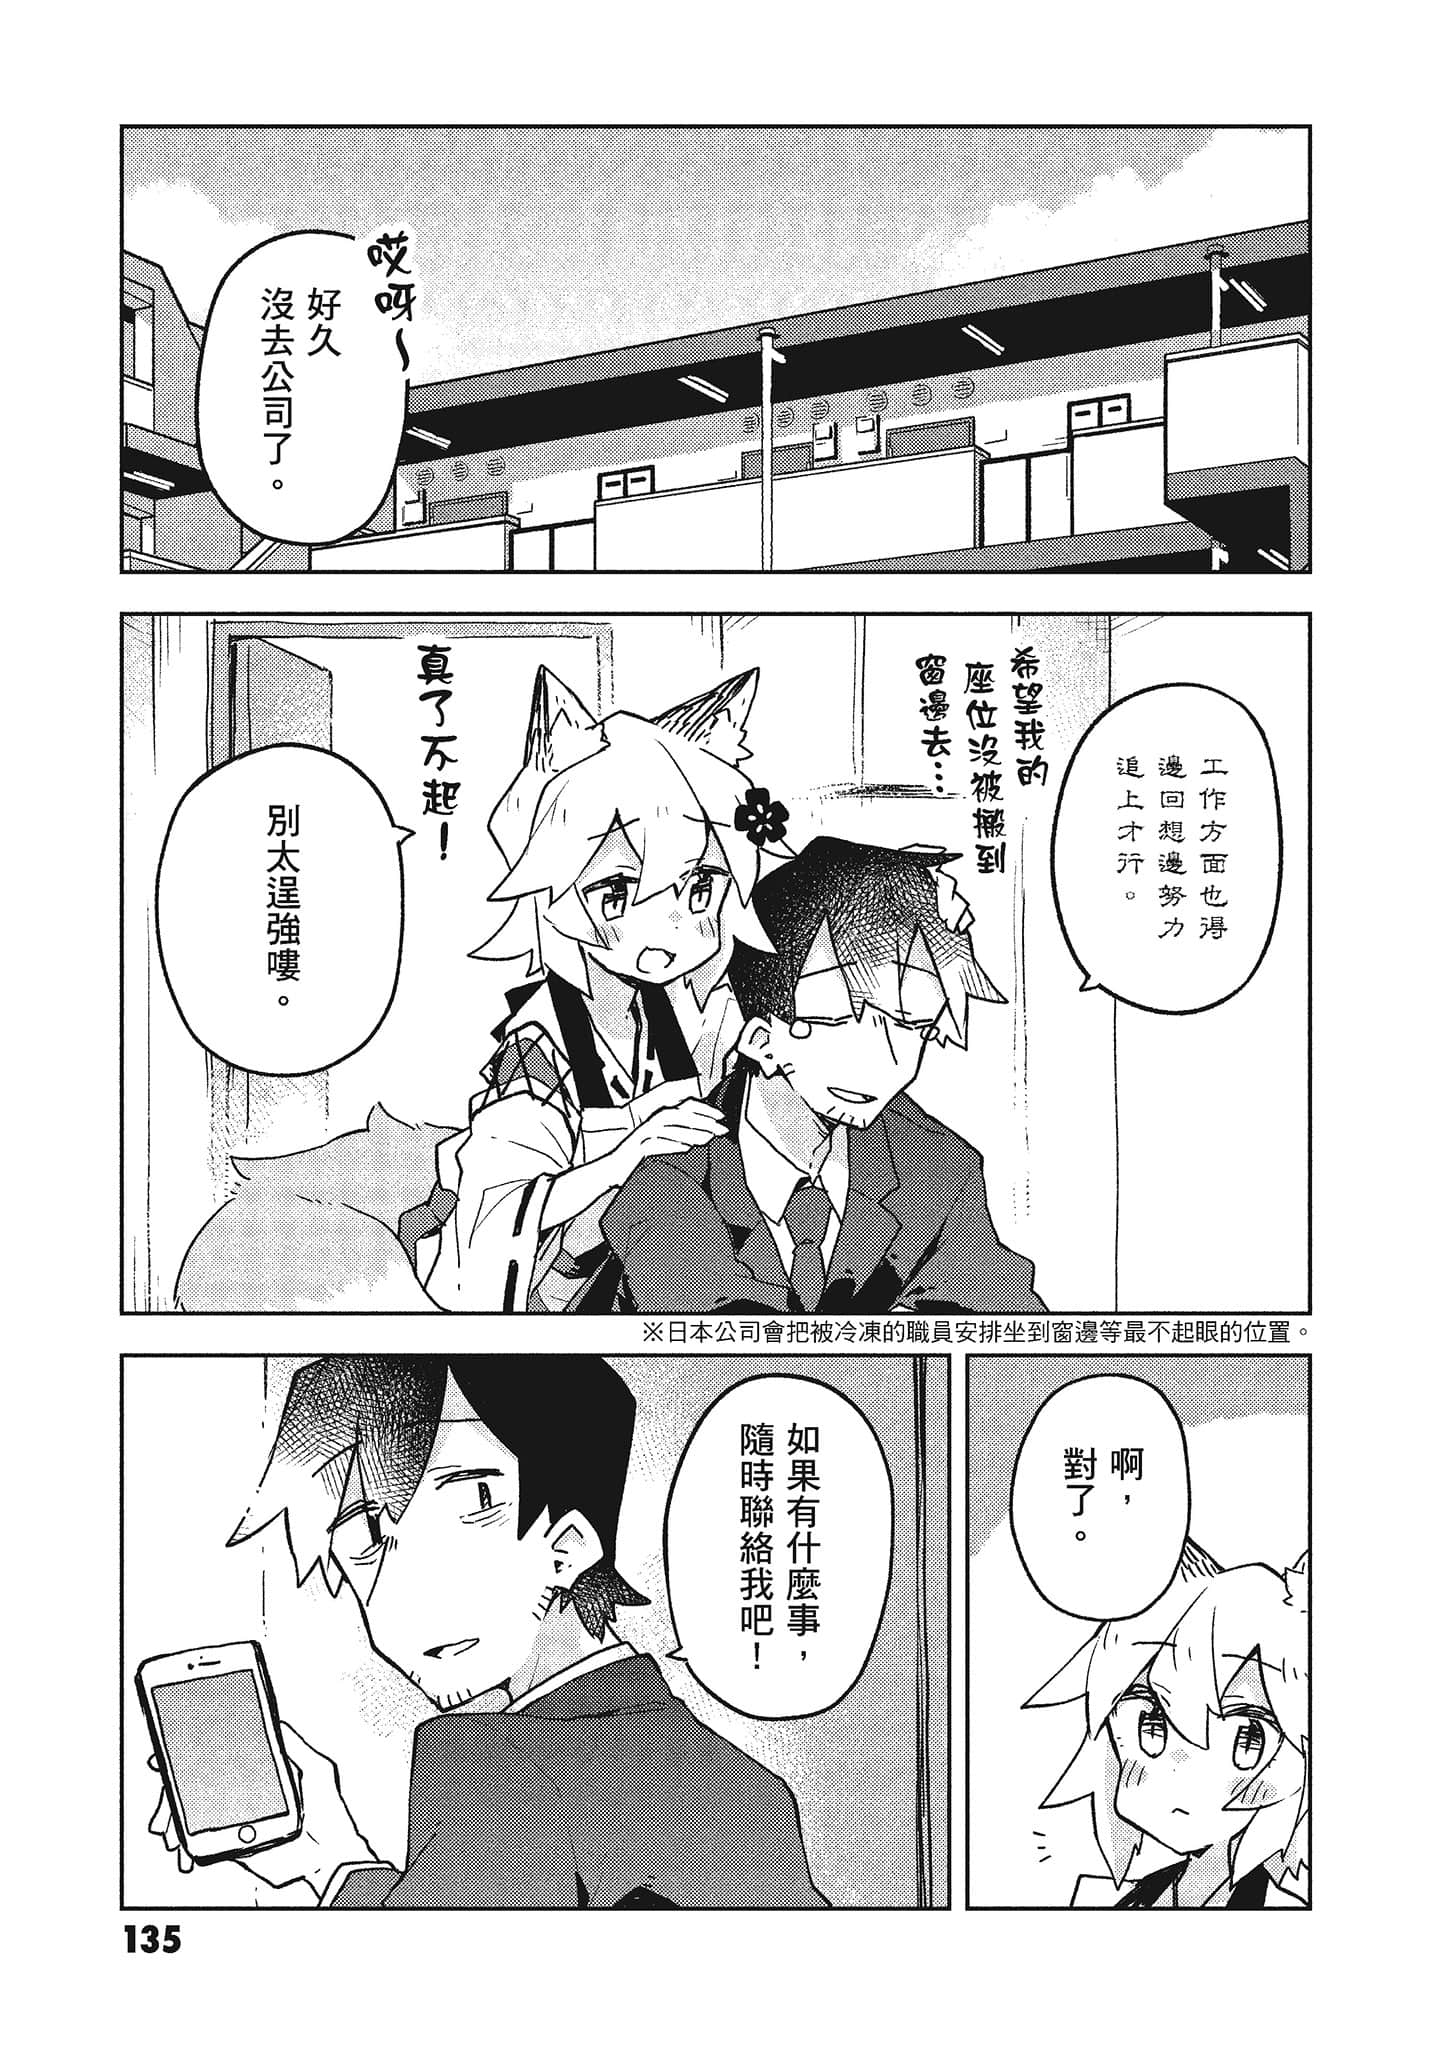 哎呀～
好久
沒去公司了。
工作方面也得
邊回想邊努力
追上才行。
希望我的
座位沒被搬到
窗邊去…
真了不起！
別太逞強嘍。
※日本公司會把被冷凍的職員安排坐到窗邊等最不起眼的位置。
啊，
對了。
如果有什麼事，
隨時聯絡我吧！
135